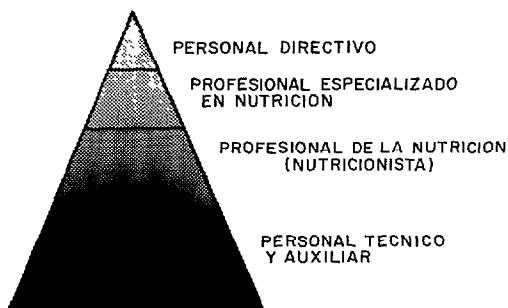 PERSONAL DIRECTIVO
PROFESIONAL ESPECIALIZADO
EN NUTRICION
PROFESIONAL DE LA NUTRICION
(NUTRICIONISTA)
PERSONAL TECNICO
Y AUXILIAR